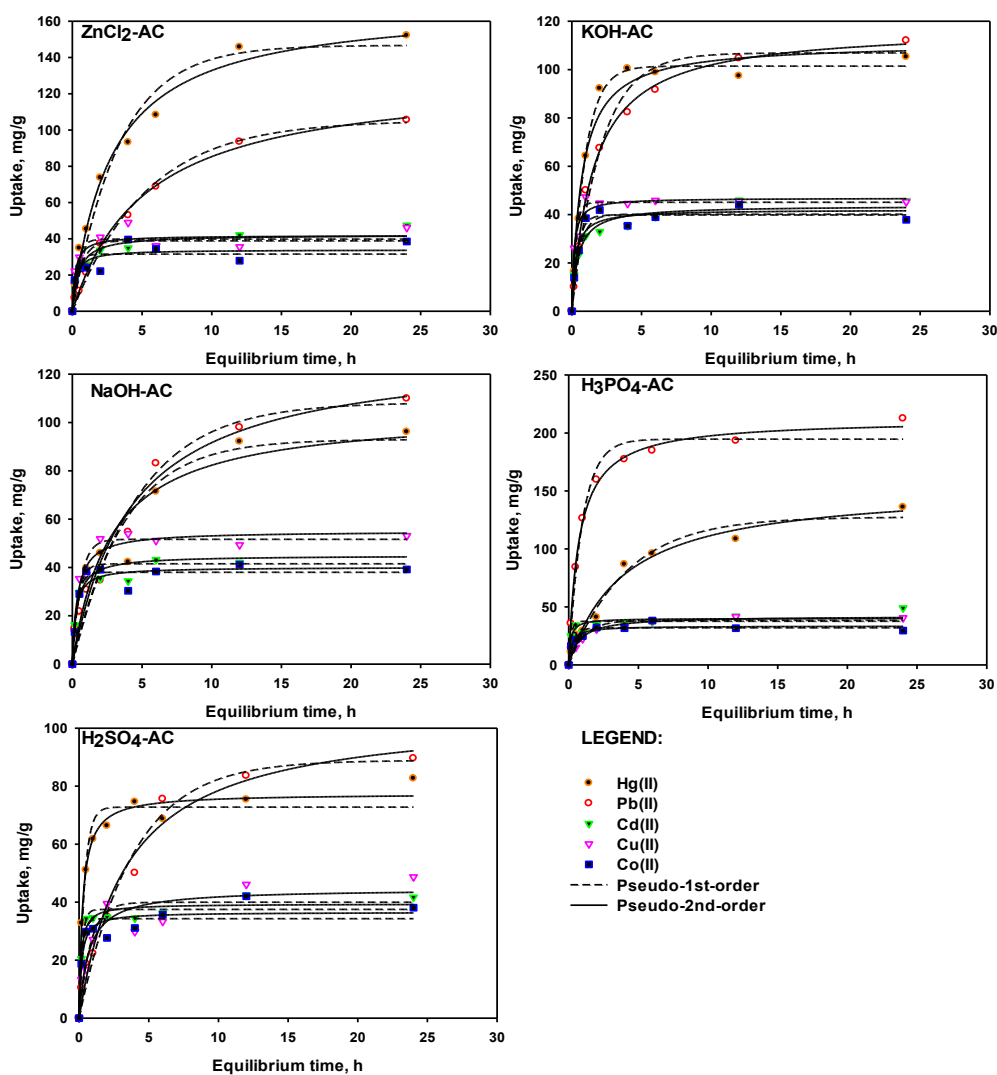 ZnCl2-AC
Uptake, mg/g
160
140
120
100
80
60
40
20
0
0 5 10 15 20 25 30
Equilibrium time, h
KOH-AC
Uptake, mg/g
120
100
80
60
40
20
0
0 5 10 15 20 25 30
Equilibrium time, h
NaOH-AC
Uptake, mg/g
120
100
80
60
40
20
0
0 5 10 15 20 25 30
Equilibrium time, h
H3PO4-AC
Uptake, mg/g
250
200
150
100
50
0
0 5 10 15 20 25 30
Equilibrium time, h
H2SO4-AC
Uptake, mg/g
100
80
60
40
20
0
0 5 10 15 20 25 30
Equilibrium time, h
LEGEND:
Hg(II)
Pb(II)
Cd(II)
Cu(II)
Co(II)
Pseudo-1st-order
Pseudo-2nd-order